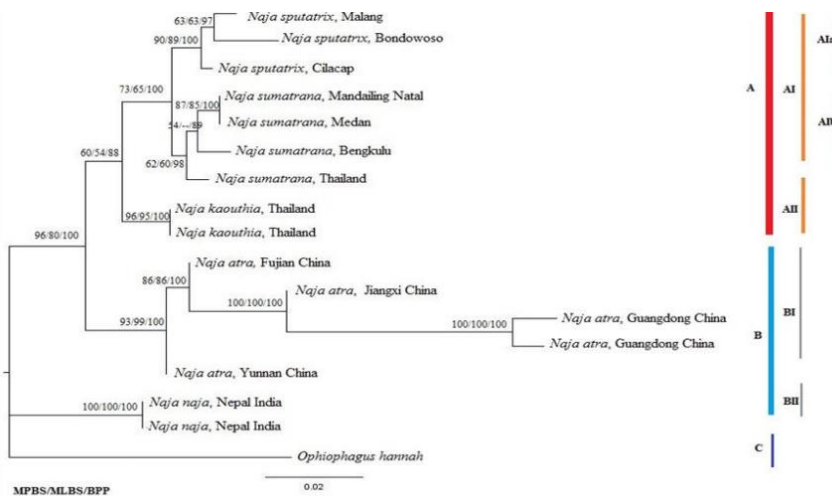 63/63/97
Naja sputatrix, Malang
Naja sputatrix, Bondowoso
90/89/100
Naja sputatrix, Cilacap
73/65/100
Naja sumatrana, Mandailing Natal
87/85/100
Naja sumatrana, Medan
54/--/89
Naja sumatrana, Bengkulu
62/60/98
Naja sumatrana, Thailand
60/54/88
Naja kaouthia, Thailand
96/95/100
Naja kaouthia, Thailand
96/80/100
Naja atra, Fujian China
86/86/100
Naja atra, Jiangxi China
100/100/100
Naja atra, Guangdong China
100/100/100
Naja atra, Guangdong China
93/99/100
Naja atra, Yunnan China
Naja naja, Nepal India
100/100/100
Naja naja, Nepal India
Ophiophagus hannah
0.02
MPBS/MLBS/BPP
A
AI
AII
B
BI
BII
C